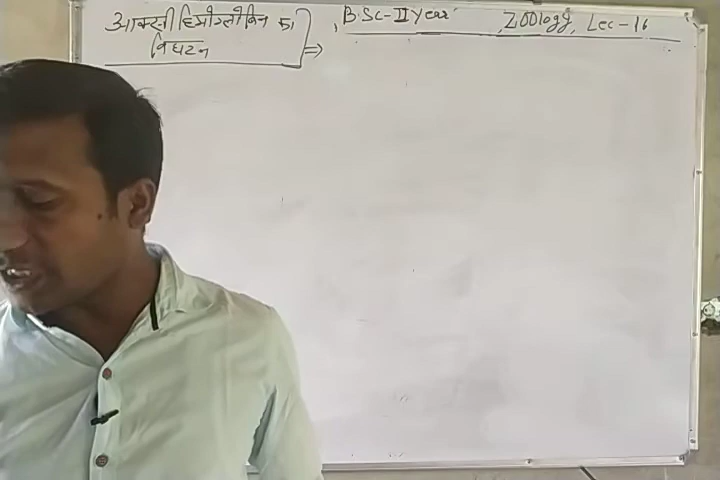 आक्सी हिमोग्लोबिन का
विघटन ⇒
BSc-II Year Zoology, Lec-16